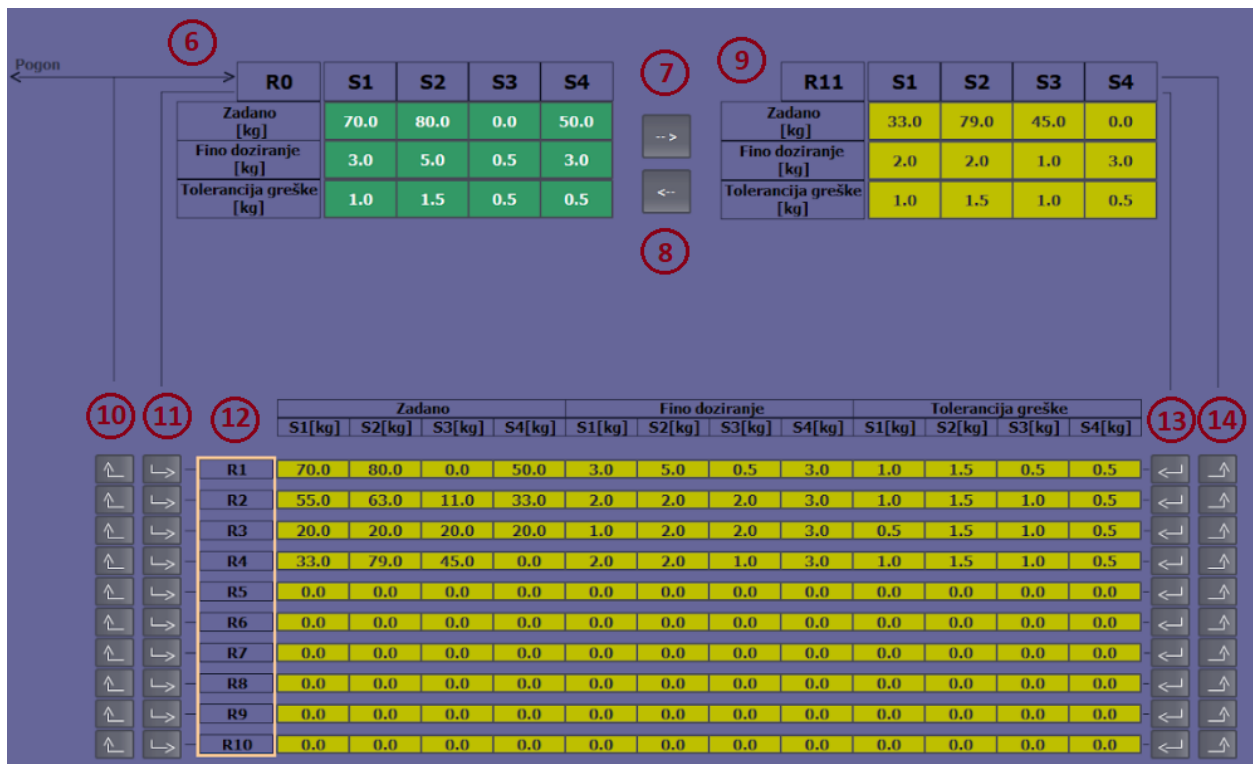 6
7
9
Pogon
R0 S1 S2 S3 S4
R11 S1 S2 S3 S4
Zadano
[kg]
70.0 80.0 0.0 50.0
-->
Zadano
[kg]
33.0 79.0 45.0 0.0
Fino doziranje
[kg]
3.0 5.0 0.5 3.0
Fino doziranje
[kg]
2.0 2.0 1.0 3.0
Tolerancija greške
[kg]
1.0 1.5 0.5 0.5
<--
Tolerancija greške
[kg]
1.0 1.5 1.0 0.5
8
10 11 12
Zadano Fino doziranje Tolerancija greške
13 14
S1[kg] S2[kg] S3[kg] S4[kg] S1[kg] S2[kg] S3[kg] S4[kg] S1[kg] S2[kg] S3[kg] S4[kg]
R1 70.0 80.0 0.0 50.0 3.0 5.0 0.5 3.0 1.0 1.5 0.5 0.5
R2 55.0 63.0 11.0 33.0 2.0 2.0 2.0 3.0 1.0 1.5 1.0 0.5
R3 20.0 20.0 20.0 20.0 1.0 2.0 2.0 3.0 0.5 1.5 1.0 0.5
R4 33.0 79.0 45.0 0.0 2.0 2.0 1.0 3.0 1.0 1.5 1.0 0.5
R5 0.0 0.0 0.0 0.0 0.0 0.0 0.0 0.0 0.0 0.0 0.0 0.0
R6 0.0 0.0 0.0 0.0 0.0 0.0 0.0 0.0 0.0 0.0 0.0 0.0
R7 0.0 0.0 0.0 0.0 0.0 0.0 0.0 0.0 0.0 0.0 0.0 0.0
R8 0.0 0.0 0.0 0.0 0.0 0.0 0.0 0.0 0.0 0.0 0.0 0.0
R9 0.0 0.0 0.0 0.0 0.0 0.0 0.0 0.0 0.0 0.0 0.0 0.0
R10 0.0 0.0 0.0 0.0 0.0 0.0 0.0 0.0 0.0 0.0 0.0 0.0